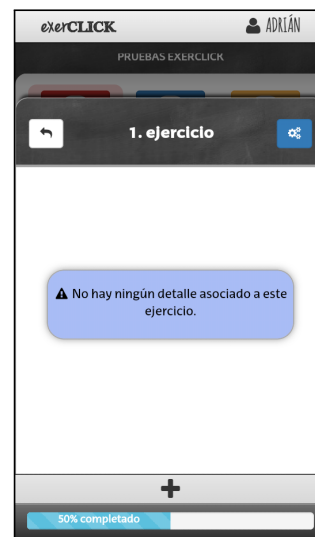 exerCLICK ADRIÁN
PRUEBAS EXERCLICK
1. ejercicio
No hay ningún detalle asociado a este
ejercicio.
50% completado